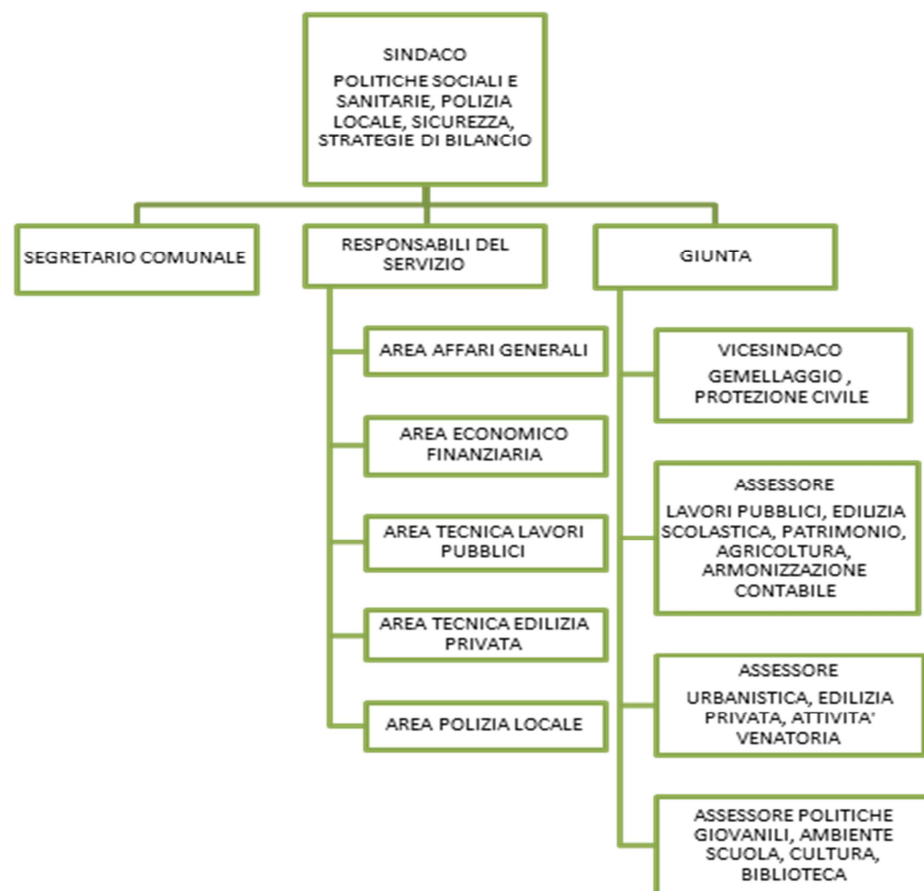 SINDACO
POLITICHE SOCIALI E
SANITARIE, POLIZIA
LOCALE, SICUREZZA,
STRATEGIE DI BILANCIO
SEGRETARIO COMUNALE
RESPONSABILI DEL
SERVIZIO
GIUNTA
AREA AFFARI GENERALI
AREA ECONOMICO
FINANZIARIA
AREA TECNICA LAVORI
PUBBLICI
AREA TECNICA EDILIZIA
PRIVATA
AREA POLIZIA LOCALE
VICESINDACO
GEMELLAGGIO ,
PROTEZIONE CIVILE
ASSESSORE
LAVORI PUBBLICI, EDILIZIA
SCOLASTICA, PATRIMONIO,
AGRICOLTURA,
ARMONIZZAZIONE
CONTABILE
ASSESSORE
URBANISTICA, EDILIZIA
PRIVATA, ATTIVITA'
VENATORIA
ASSESSORE POLITICHE
GIOVANILI, AMBIENTE
SCUOLA, CULTURA,
BIBLIOTECA